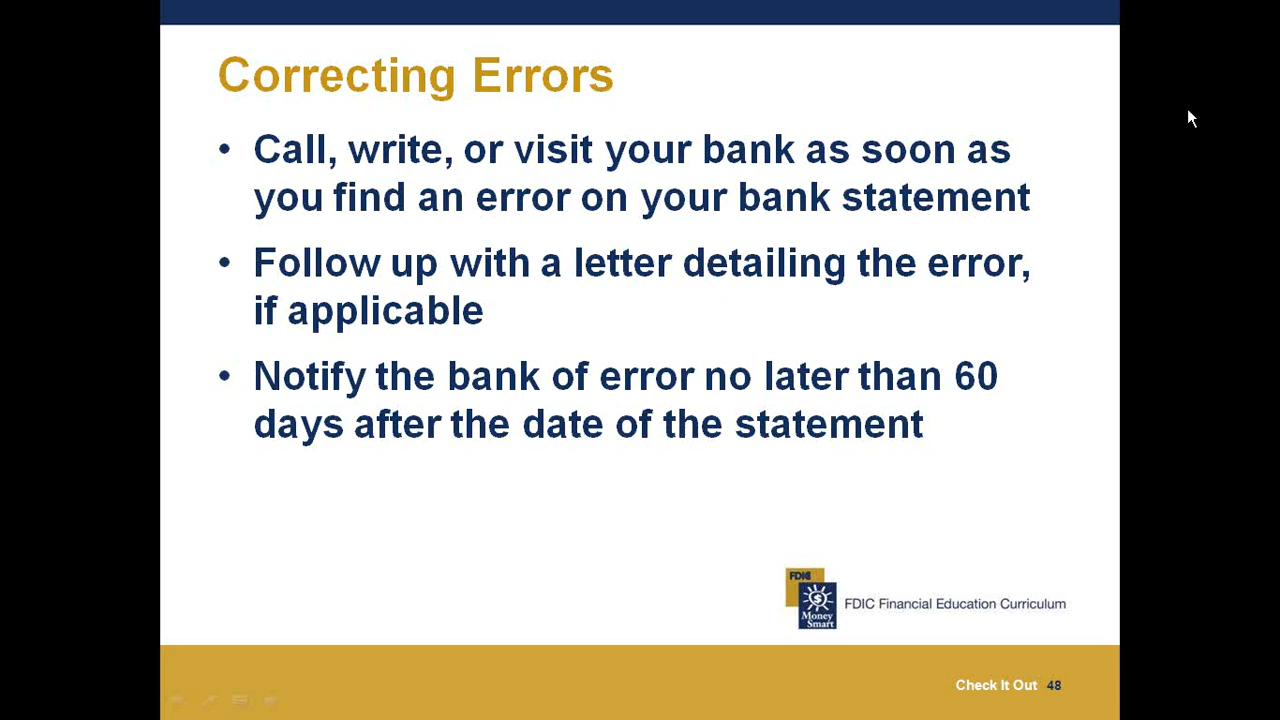 Correcting Errors
• Call, write, or visit your bank as soon as
you find an error on your bank statement
• Follow up with a letter detailing the error,
if applicable
• Notify the bank of error no later than 60
days after the date of the statement
FDIC
$
Money
Smart
FDIC Financial Education Curriculum
Check It Out 48